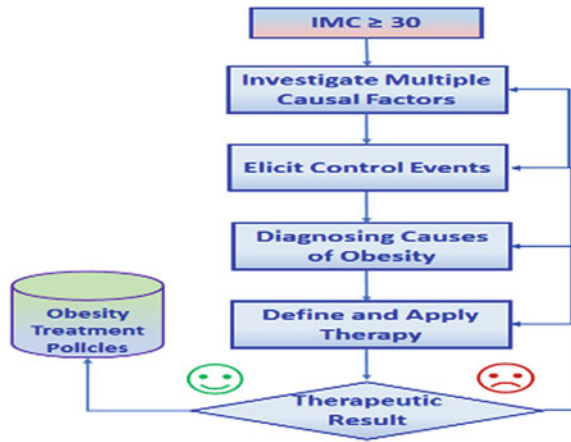 IMC ≥ 30
Investigate Multiple
Causal Factors
Elicit Control Events
Diagnosing Causes
of Obesity
Define and Apply
Therapy
Obesity
Treatment
Policies
Therapeutic
Result